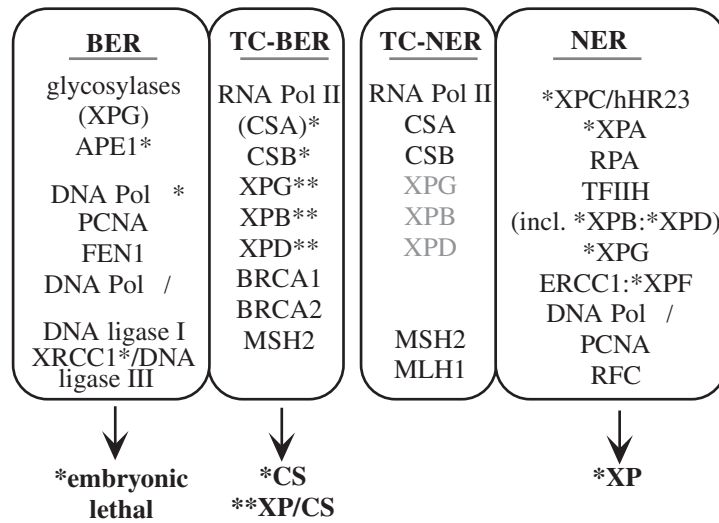 BER
glycosylases
(XPG)
APE1*
DNA Pol *
PCNA
FEN1
DNA Pol /
DNA ligase I
XRCC1*/DNA
ligase III
*embryonic
lethal
TC-BER
RNA Pol II
(CSA)*
CSB*
XPG**
XPB**
XPD**
BRCA1
BRCA2
MSH2
*CS
**XP/CS
TC-NER
RNA Pol II
CSA
CSB
XPG
XPB
XPD
MSH2
MLH1
NER
*XPC/hHR23
*XPA
RPA
TFIIH
(incl. *XPB:*XPD)
*XPG
ERCC1:*XPF
DNA Pol /
PCNA
RFC
*XP